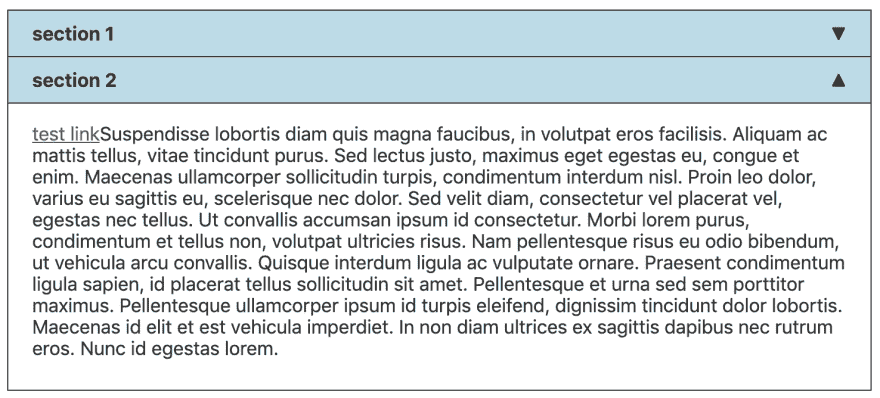 section 1 ▼
section 2 ▲
test linkSuspendisse lobortis diam quis magna faucibus, in volutpat eros facilisis. Aliquam ac
mattis tellus, vitae tincidunt purus. Sed lectus justo, maximus eget egestas eu, congue et
enim. Maecenas ullamcorper sollicitudin turpis, condimentum interdum nisl. Proin leo dolor,
varius eu sagittis eu, scelerisque nec dolor. Sed velit diam, consectetur vel placerat vel,
egestas nec tellus. Ut convallis accumsan ipsum id consectetur. Morbi lorem purus,
condimentum et tellus non, volutpat ultricies risus. Nam pellentesque risus eu odio bibendum,
ut vehicula arcu convallis. Quisque interdum ligula ac vulputate ornare. Praesent condimentum
ligula sapien, id placerat tellus sollicitudin sit amet. Pellentesque et urna sed sem porttitor
maximus. Pellentesque ullamcorper ipsum id turpis eleifend, dignissim tincidunt dolor lobortis.
Maecenas id elit et est vehicula imperdiet. In non diam ultrices ex sagittis dapibus nec rutrum
eros. Nunc id egestas lorem.